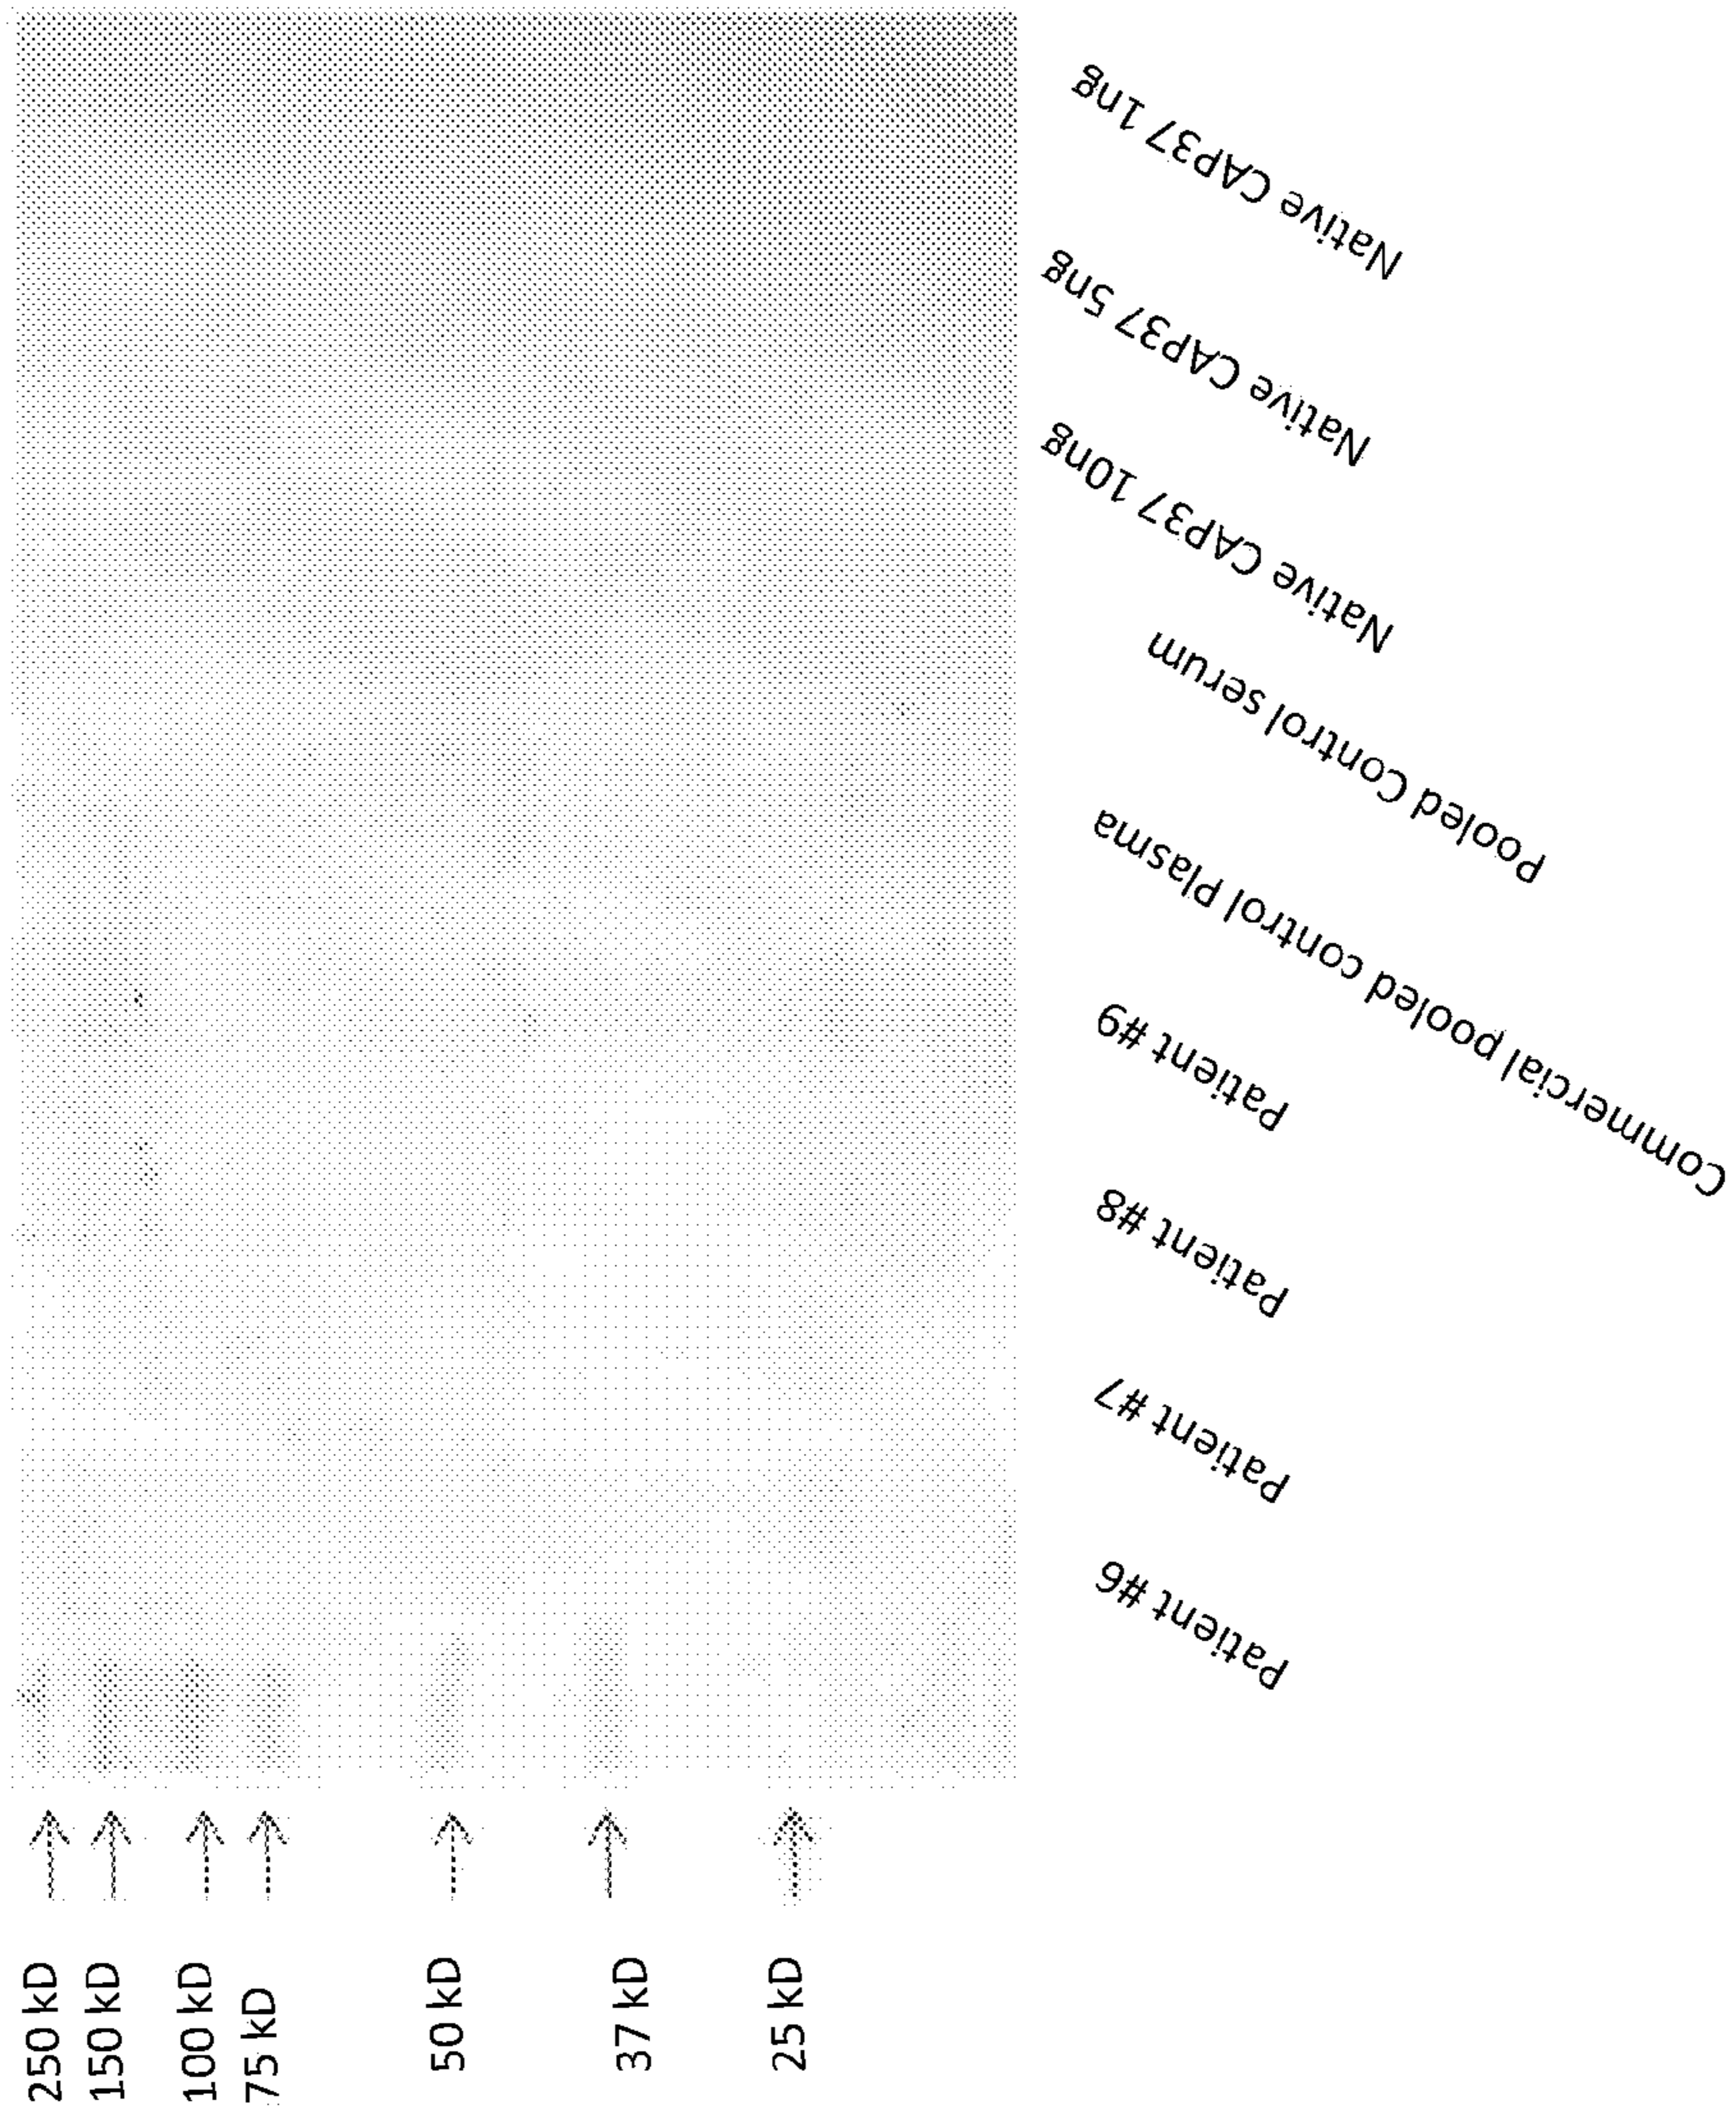 250 kD
150 kD
100 kD
75 kD
50 kD
37 kD
25 kD
Patient #6
Patient #7
Patient #8
Patient #9
Commercial pooled control Plasma
Pooled Control serum
Native CAP37 10ng
Native CAP37 5ng
Native CAP37 1ng